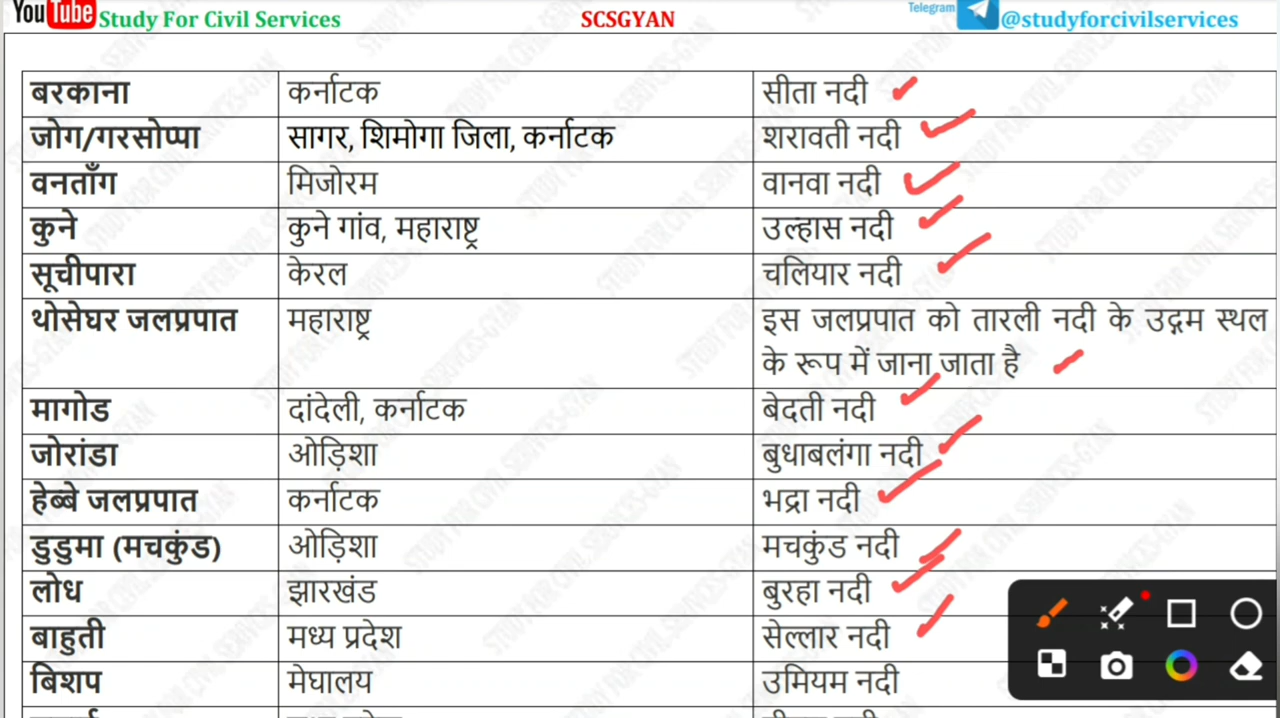 YouTube Study For Civil Services SCSGYAN Telegram @studyforcivilservices
बरकाना कर्नाटक सीता नदी
जोग/गरसोप्पा सागर, शिमोगा जिला, कर्नाटक शरावती नदी
वनताँग मिजोरम वानवा नदी
कुने कुने गांव, महाराष्ट्र उल्हास नदी
सूचीपारा केरल चलियार नदी
थोसेघर जलप्रपात महाराष्ट्र इस जलप्रपात को तारली नदी के उद्गम स्थल
के रूप में जाना जाता है
मागोड दांदेली, कर्नाटक बेदती नदी
जोरांडा ओड़िशा बुधाबलंगा नदी
हेब्बे जलप्रपात कर्नाटक भद्रा नदी
डुडुमा (मचकुंड) ओड़िशा मचकुंड नदी
लोध झारखंड बुरहा नदी
बाहुती मध्य प्रदेश सेल्लार नदी
बिशप मेघालय उमियम नदी